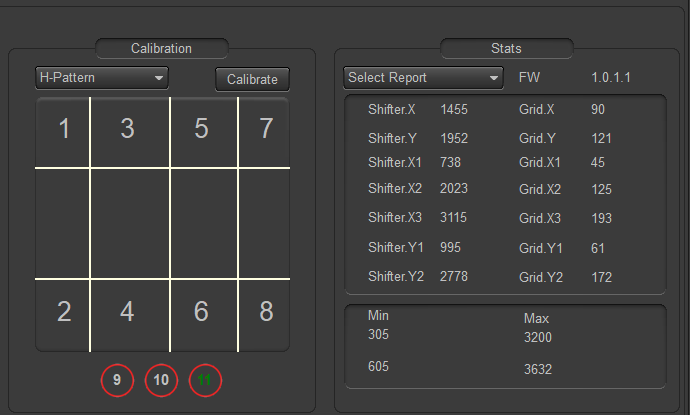 Calibration
H-Pattern
Calibrate
1 3 5 7
2 4 6 8
9 10 11
Stats
Select Report FW 1.0.1.1
Shifter.X 1455 Grid.X 90
Shifter.Y 1952 Grid.Y 121
Shifter.X1 738 Grid.X1 45
Shifter.X2 2023 Grid.X2 125
Shifter.X3 3115 Grid.X3 193
Shifter.Y1 995 Grid.Y1 61
Shifter.Y2 2778 Grid.Y2 172
Min Max
305 3200
605 3632